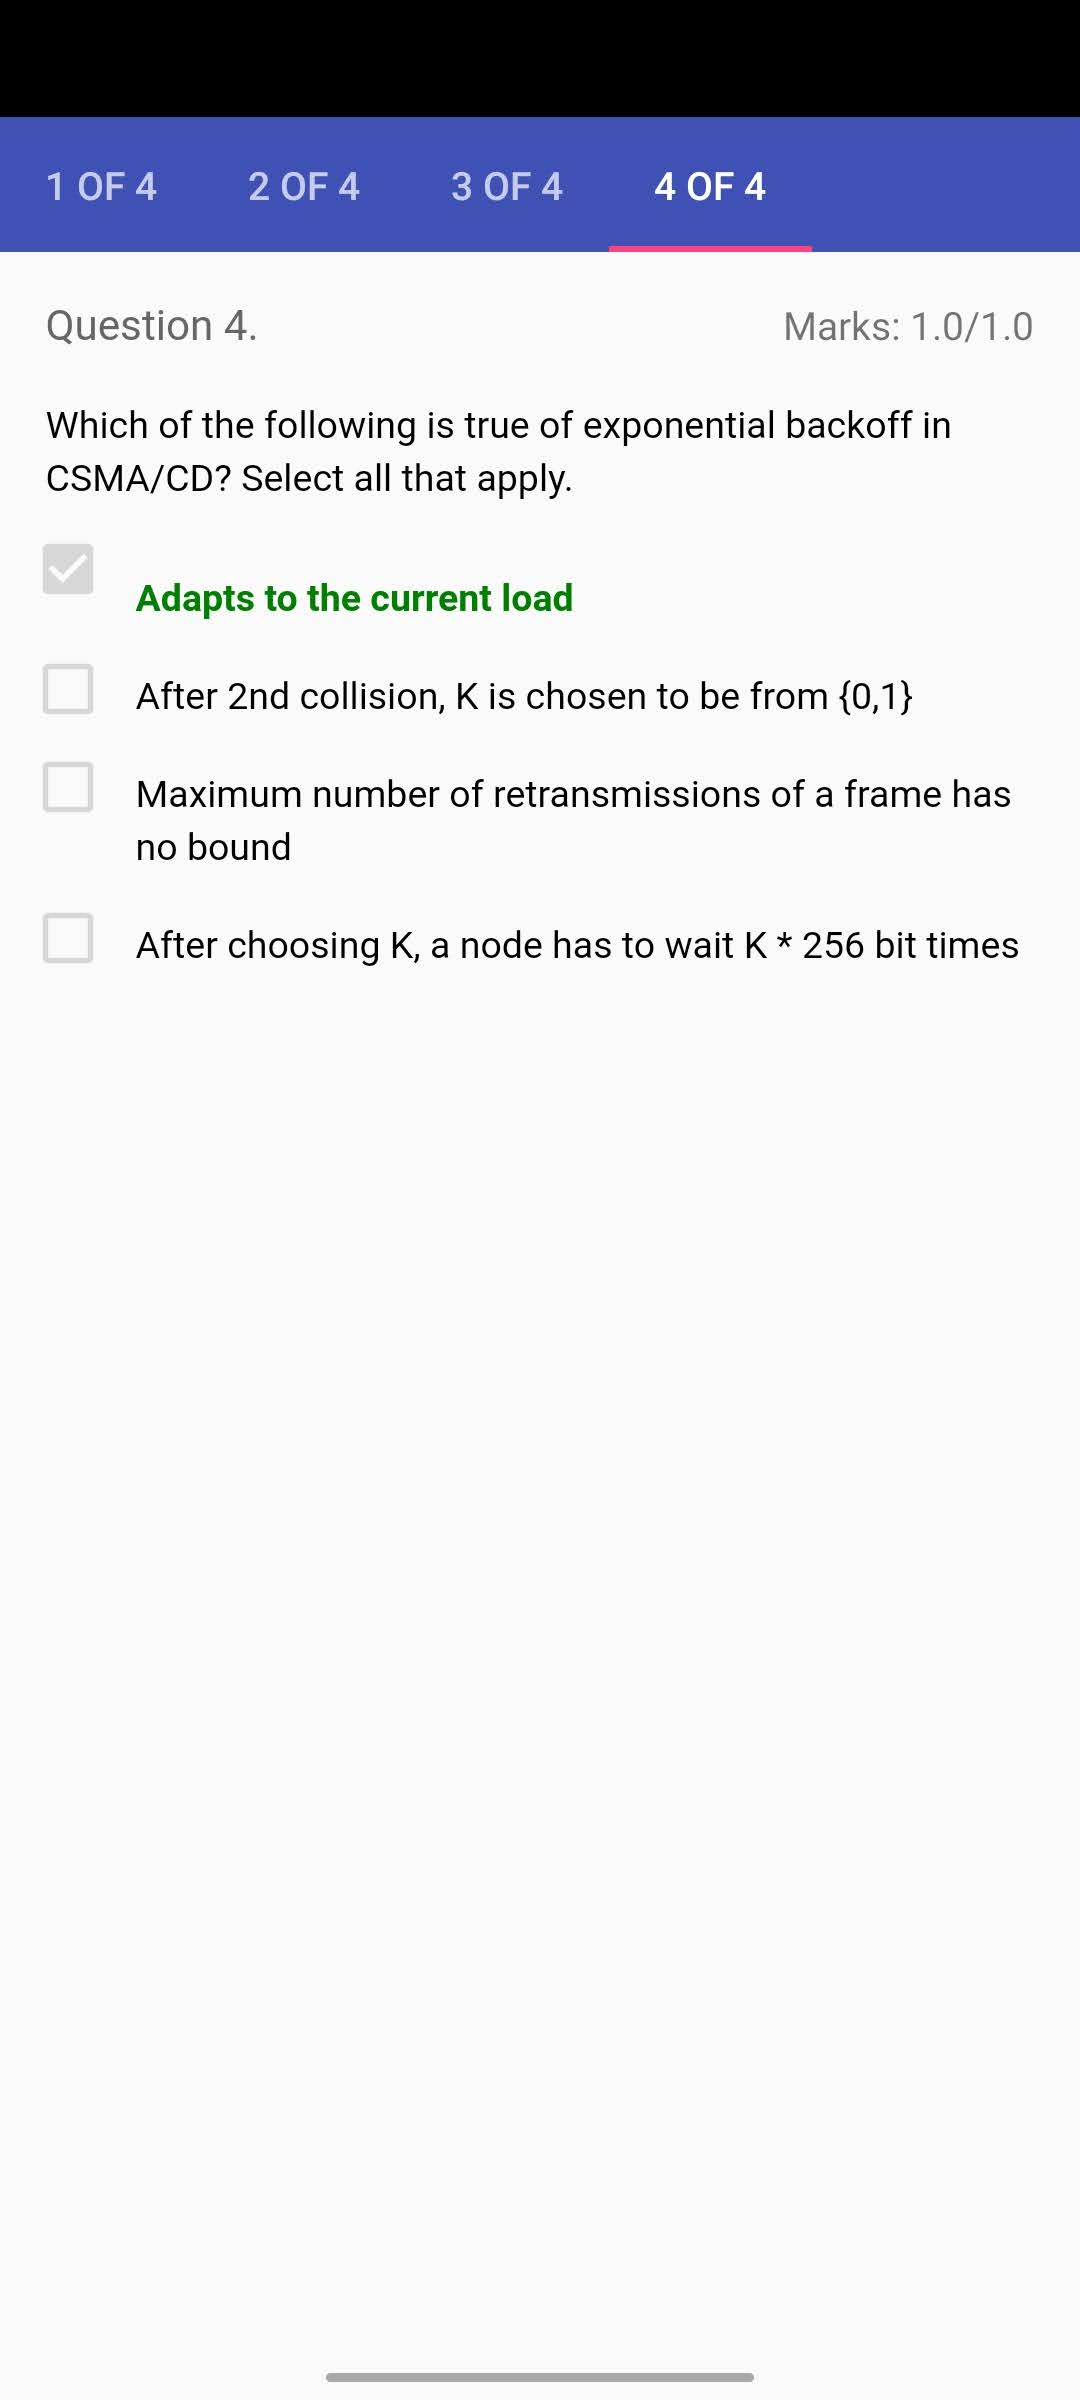 1 OF 4 2 OF 4 3 OF 4 4 OF 4
Question 4. Marks: 1.0/1.0
Which of the following is true of exponential backoff in
CSMA/CD? Select all that apply.
Adapts to the current load
After 2nd collision, K is chosen to be from {0,1}
Maximum number of retransmissions of a frame has
no bound
After choosing K, a node has to wait K * 256 bit times